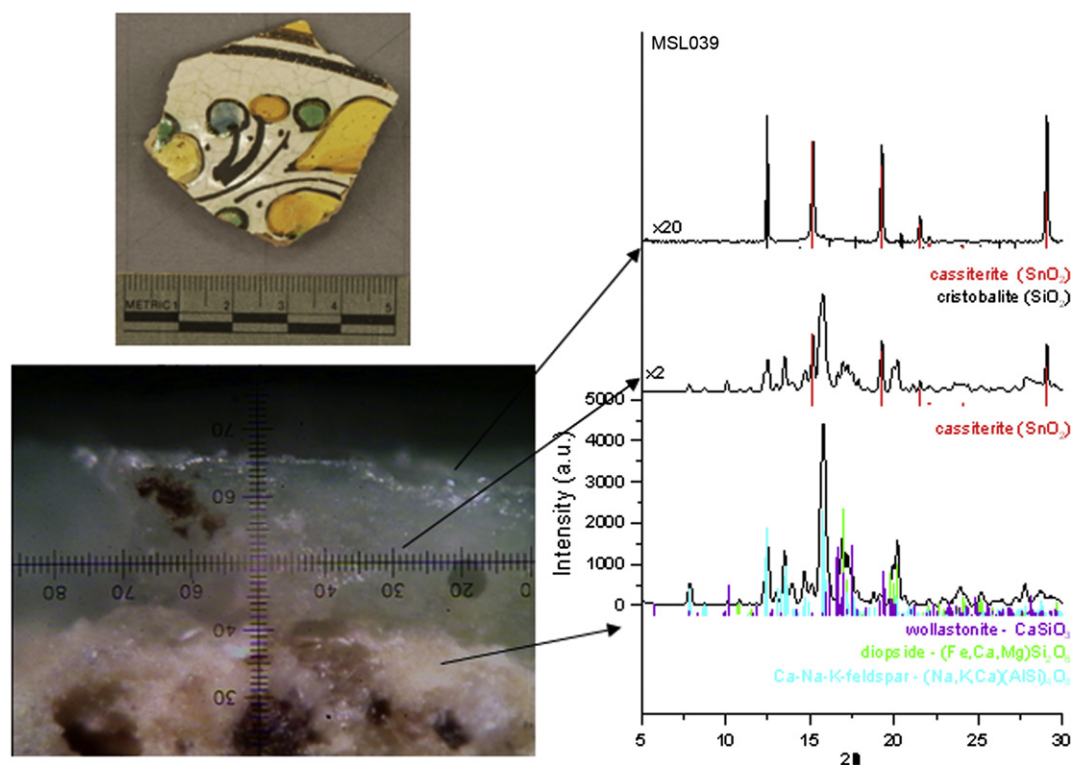 METRIC 1 2 3 4 5
70
60
80 70 60 50 40 30 20 0
40
30
MSL039
x20
cassiterite (SnO₂)
cristobalite (SiO₂)
x2
cassiterite (SnO₂)
5000
4000
3000
2000
1000
0
Intensity (a.u.)
wollastonite - CaSiO₃
diopside - (Fe,Ca,Mg)Si₂O₆
Ca-Na-K-feldspar - (Na,K,Ca)(AlSi)₄O₈
5 10 15 20 25 30